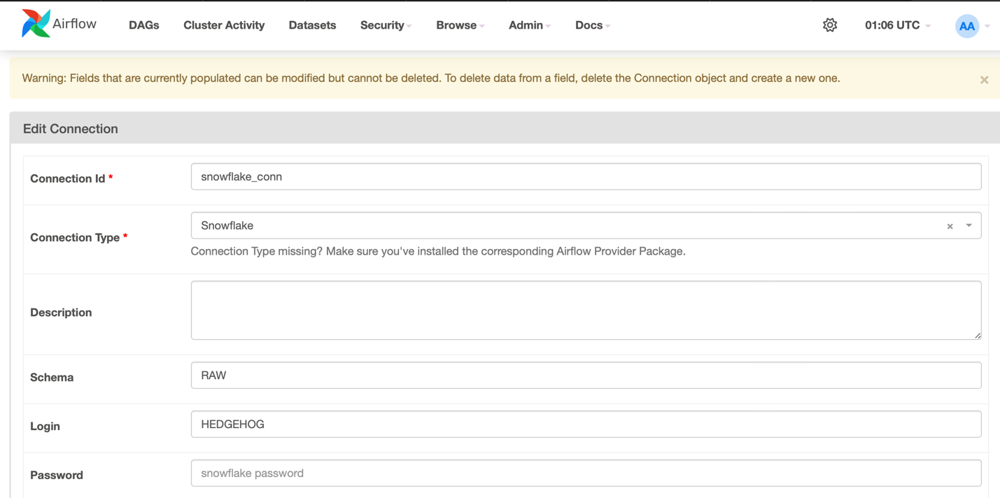 Airflow DAGs Cluster Activity Datasets Security Browse Admin Docs 01:06 UTC AA
Warning: Fields that are currently populated can be modified but cannot be deleted. To delete data from a field, delete the Connection object and create a new one. ×
Edit Connection
Connection Id * snowflake_conn
Connection Type * Snowflake ×
Connection Type missing? Make sure you've installed the corresponding Airflow Provider Package.
Description
Schema RAW
Login HEDGEHOG
Password snowflake password